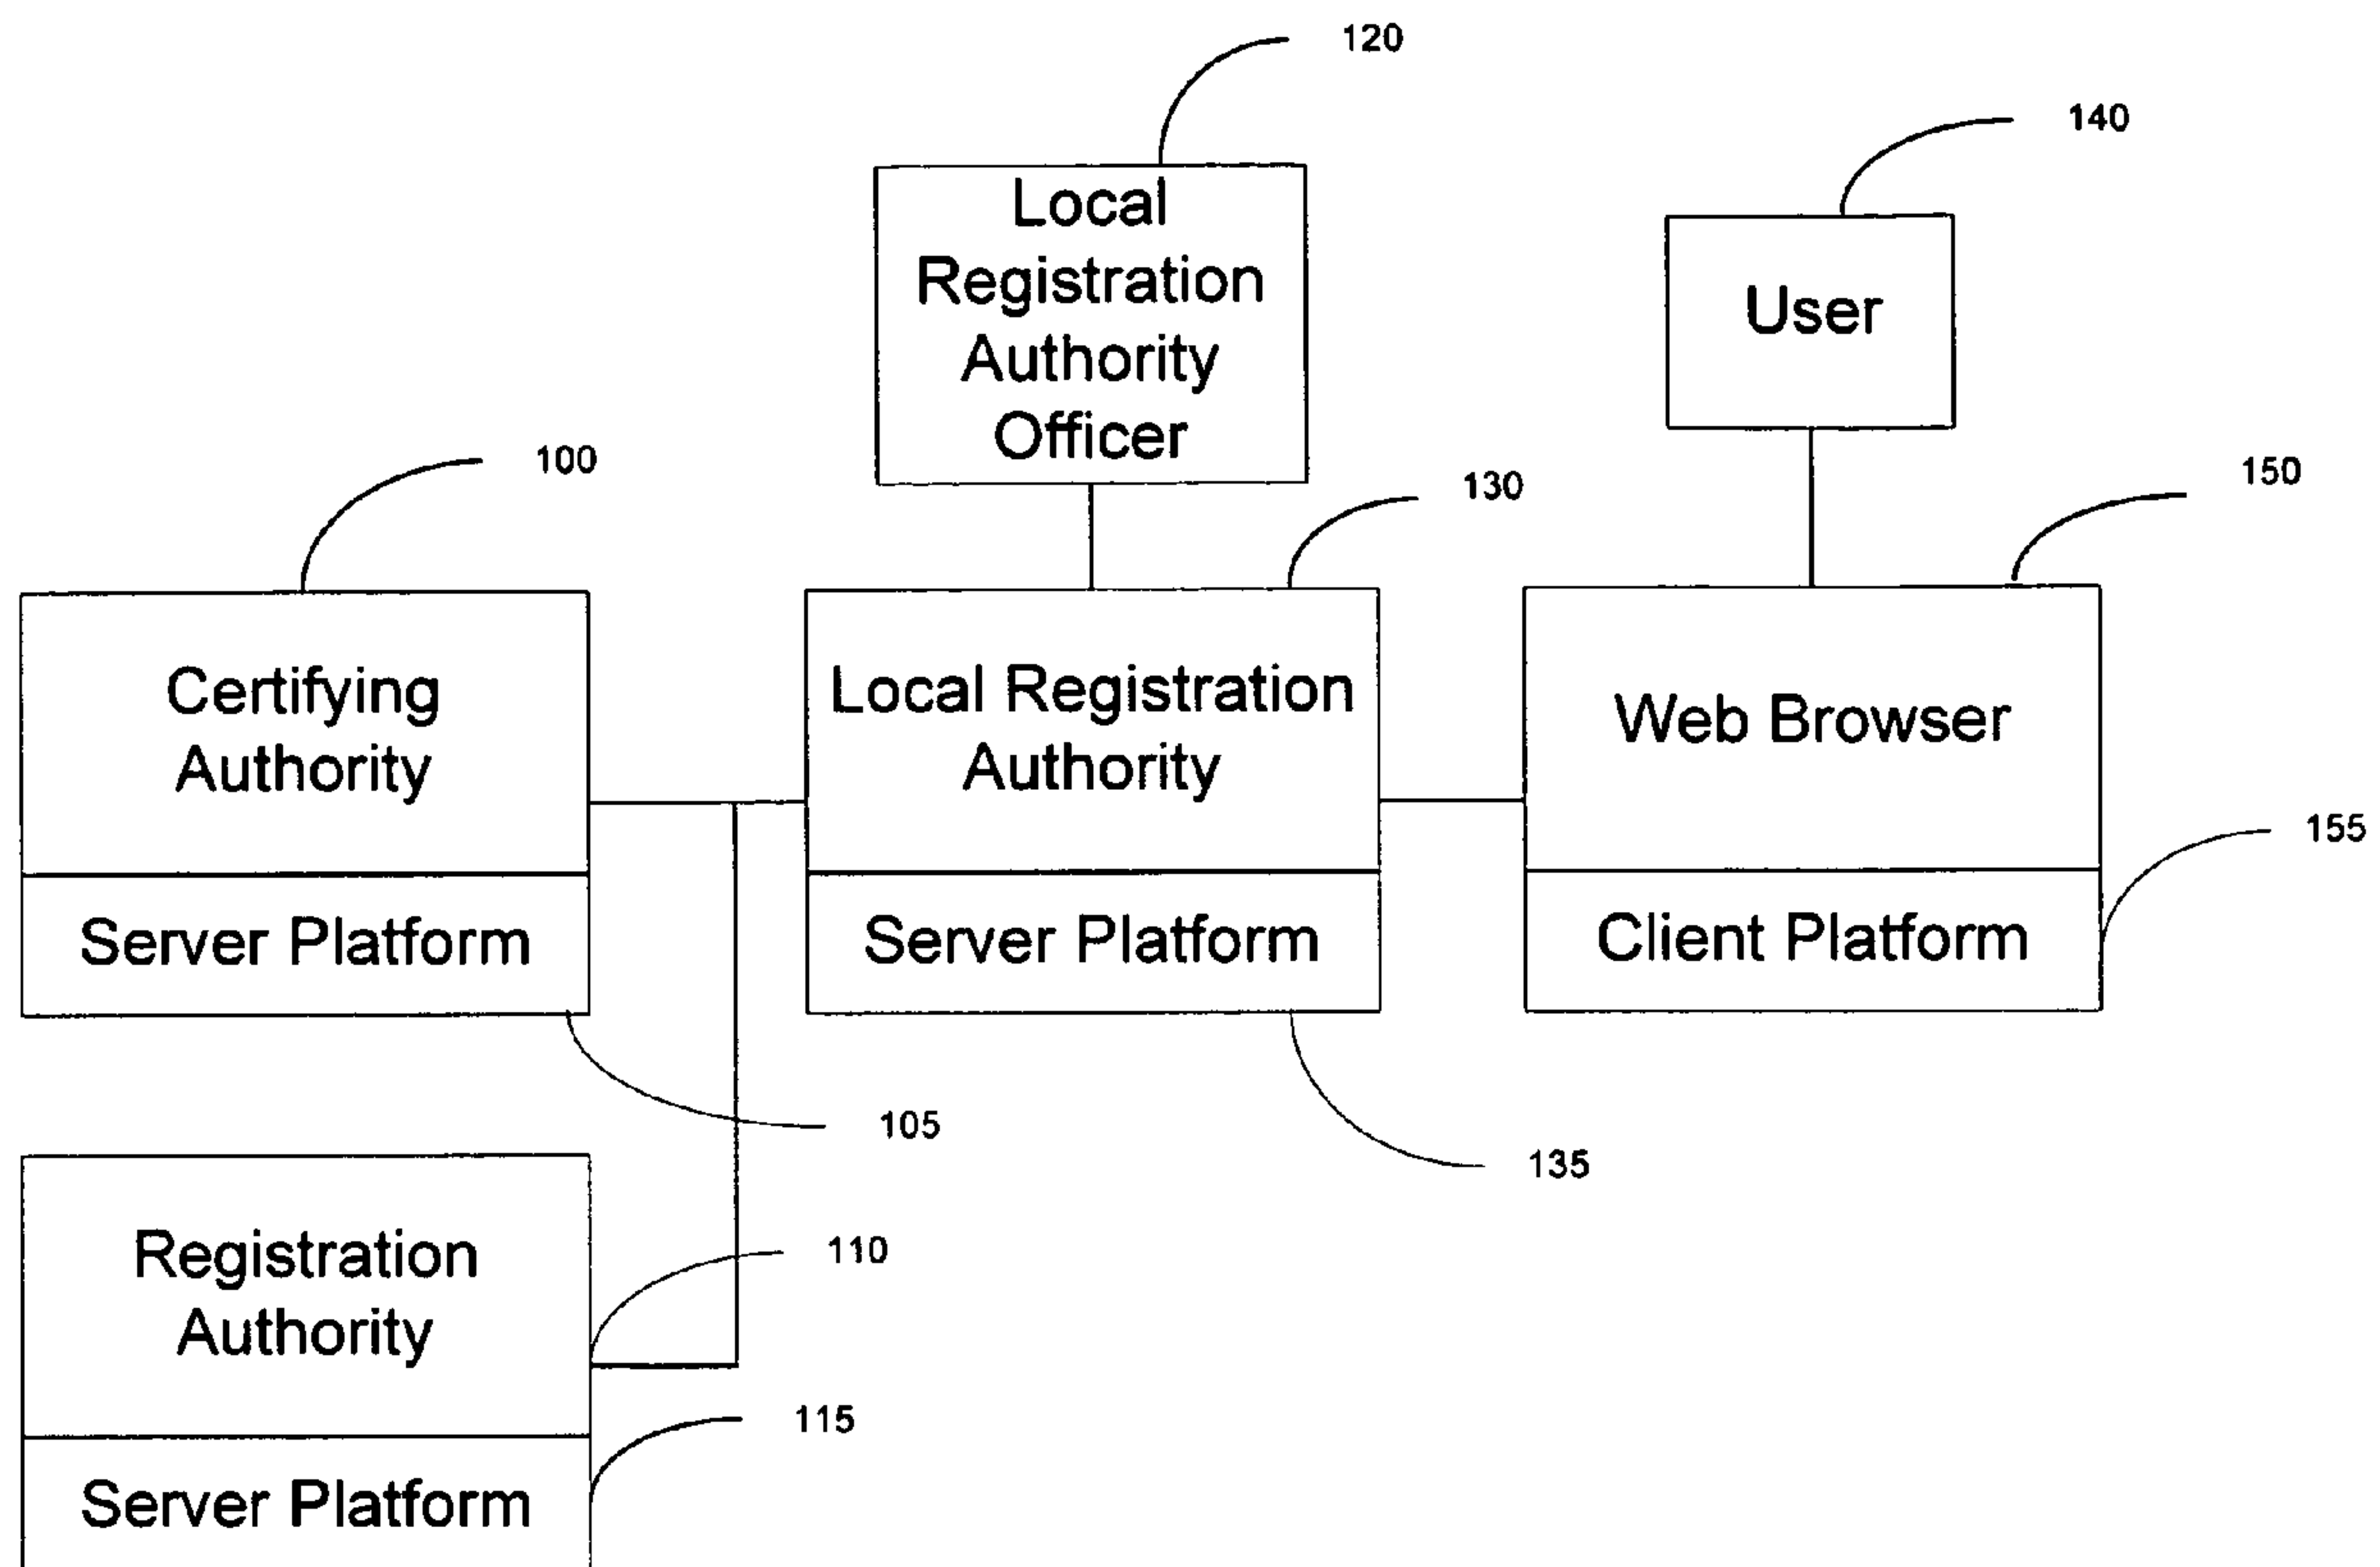 120
140
Local
Registration
Authority
Officer
User
100
130
150
Certifying
Authority
Local Registration
Authority
Web Browser
155
Server Platform
Server Platform
Client Platform
105
135
Registration
Authority
110
115
Server Platform